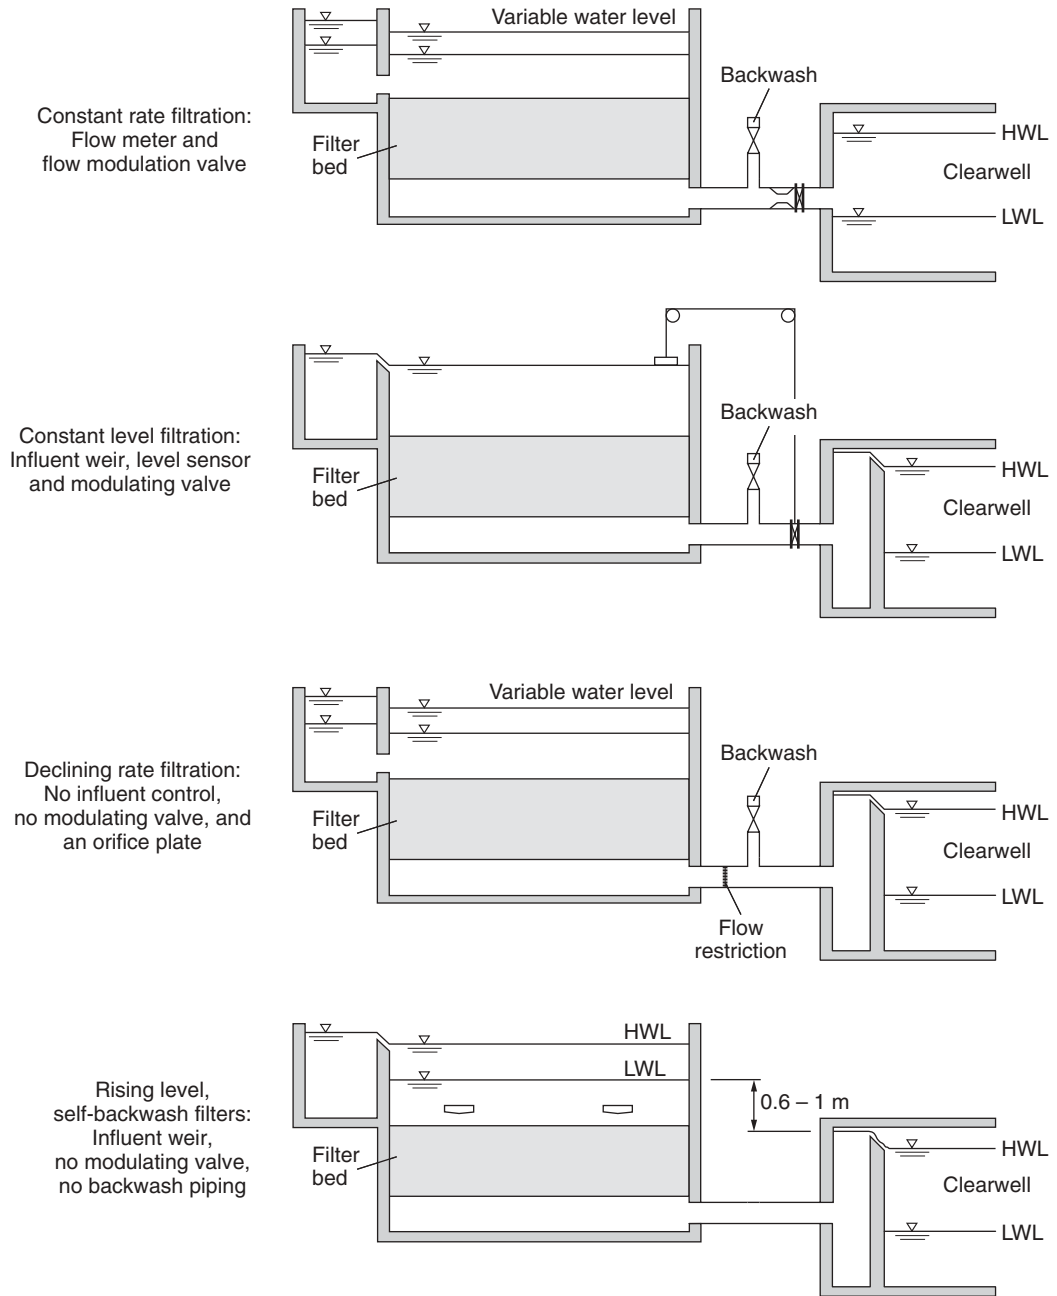 Variable water level
Backwash
Constant rate filtration:
Flow meter and
flow modulation valve
Filter
bed
HWL
Clearwell
LWL
Backwash
Constant level filtration:
Influent weir, level sensor
and modulating valve
Filter
bed
HWL
Clearwell
LWL
Variable water level
Backwash
Declining rate filtration:
No influent control,
no modulating valve, and
an orifice plate
Filter
bed
HWL
Clearwell
LWL
Flow
restriction
HWL
LWL
0.6 – 1 m
Rising level,
self-backwash filters:
Influent weir,
no modulating valve,
no backwash piping
Filter
bed
HWL
Clearwell
LWL